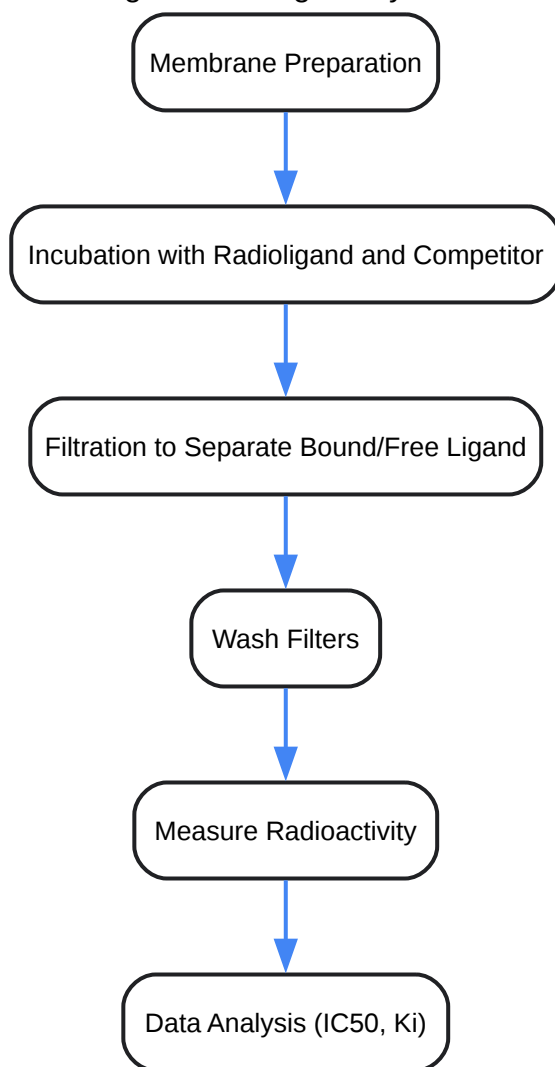 Membrane Preparation
Incubation with Radioligand and Competitor
Filtration to Separate Bound/Free Ligand
Wash Filters
Measure Radioactivity
Data Analysis (IC50, Ki)